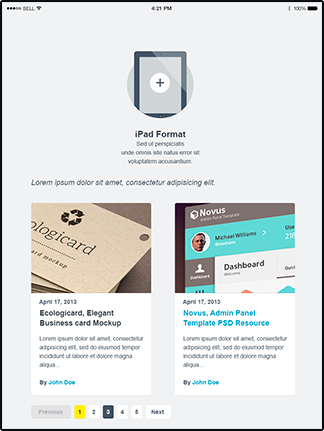 BELL
4:21 PM
100%
iPad Format
Sed ut perspiciatis
unde omnis iste natus error sit
voluptatem accusantium.
Lorem ipsum dolor sit amet, consectetur adipisicing elit.
ologicard
card mockup
Novus
Admin Panel Template
Michael Williams
Dashboard
Dashboard
Welcome
April 17, 2013
Ecologicard, Elegant
Business card Mockup
Lorem ipsum dolor sit amet,
consectetur adipisicing elit,
sed do eiusmod tempor
incididunt ut labore et dolore magna
aliqua...
By John Doe
April 17, 2013
Novus, Admin Panel
Template PSD Resource
Lorem ipsum dolor sit amet, consectetur
adipisicing elit, sed do eiusmod tempor
incididunt ut labore et dolore magna
aliqua...
By John Doe
Previous 1 2 3 4 5 Next